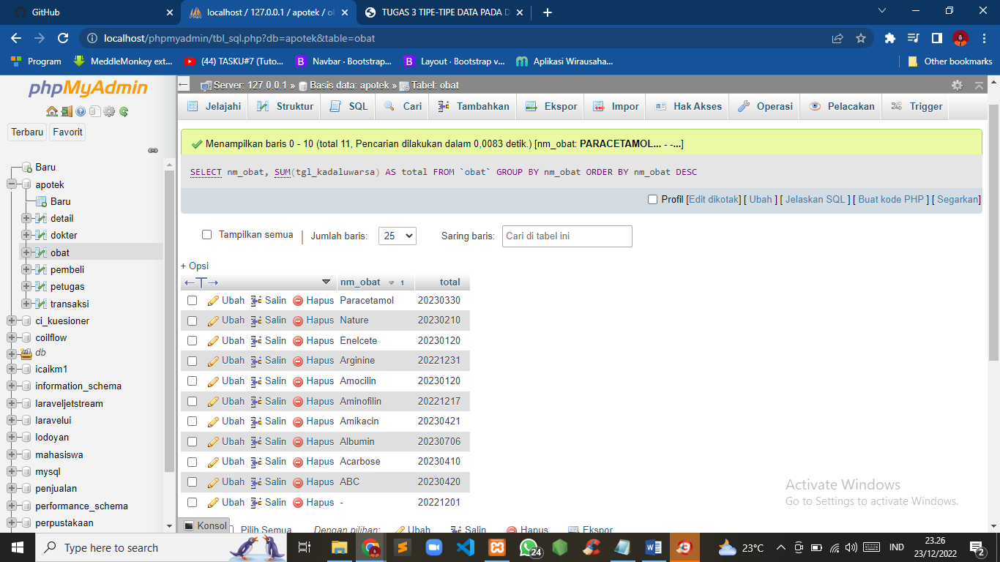 GitHub
localhost / 127.0.0.1 / apotek / ob
TUGAS 3 TIPE-TIPE DATA PADA D
localhost/phpmyadmin/tbl_sql.php?db=apotek&table=obat
Program
MeddleMonkey ext...
(44) TASKU#7 (Tuto...
Navbar · Bootstrap...
Layout · Bootstrap v...
Aplikasi Wirausaha...
Other bookmarks
phpMyAdmin
Terbaru Favorit
Baru
apotek
Baru
detail
dokter
obat
pembeli
petugas
transaksi
ci_kuesioner
coilflow
db
icaikm1
information_schema
laraveljetstream
laravelui
lodoyan
mahasiswa
mysql
penjualan
performance_schema
perpustakaan
Server: 127.0.0.1 » Basis data: apotek » Tabel: obat
Jelajahi Struktur SQL Cari Tambahkan Ekspor Impor Hak Akses Operasi Pelacakan Trigger
Menampilkan baris 0 - 10 (total 11, Pencarian dilakukan dalam 0,0083 detik.) [nm_obat: PARACETAMOL... - -...]
SELECT nm_obat, SUM(tgl_kadaluwarsa) AS total FROM `obat` GROUP BY nm_obat ORDER BY nm_obat DESC
Profil [Edit dikotak] [ Ubah ] [ Jelaskan SQL ] [ Buat kode PHP ] [ Segarkan]
Tampilkan semua | Jumlah baris: 25 Saring baris: Cari di tabel ini
+ Opsi
←T→ nm_obat 1 total
Ubah Salin Hapus Paracetamol 20230330
Ubah Salin Hapus Nature 20230210
Ubah Salin Hapus Enelcete 20230120
Ubah Salin Hapus Arginine 20221231
Ubah Salin Hapus Amocilin 20230120
Ubah Salin Hapus Aminofilin 20221217
Ubah Salin Hapus Amikacin 20230421
Ubah Salin Hapus Albumin 20230706
Ubah Salin Hapus Acarbose 20230410
Ubah Salin Hapus ABC 20230420
Ubah Salin Hapus - 20221201
Pilih Semua Dengan pilihan: Ubah Salin Hapus Ekspor
Konsol
Activate Windows
Go to Settings to activate Windows.
Type here to search
24
23°C
IND
23.26
23/12/2022
2